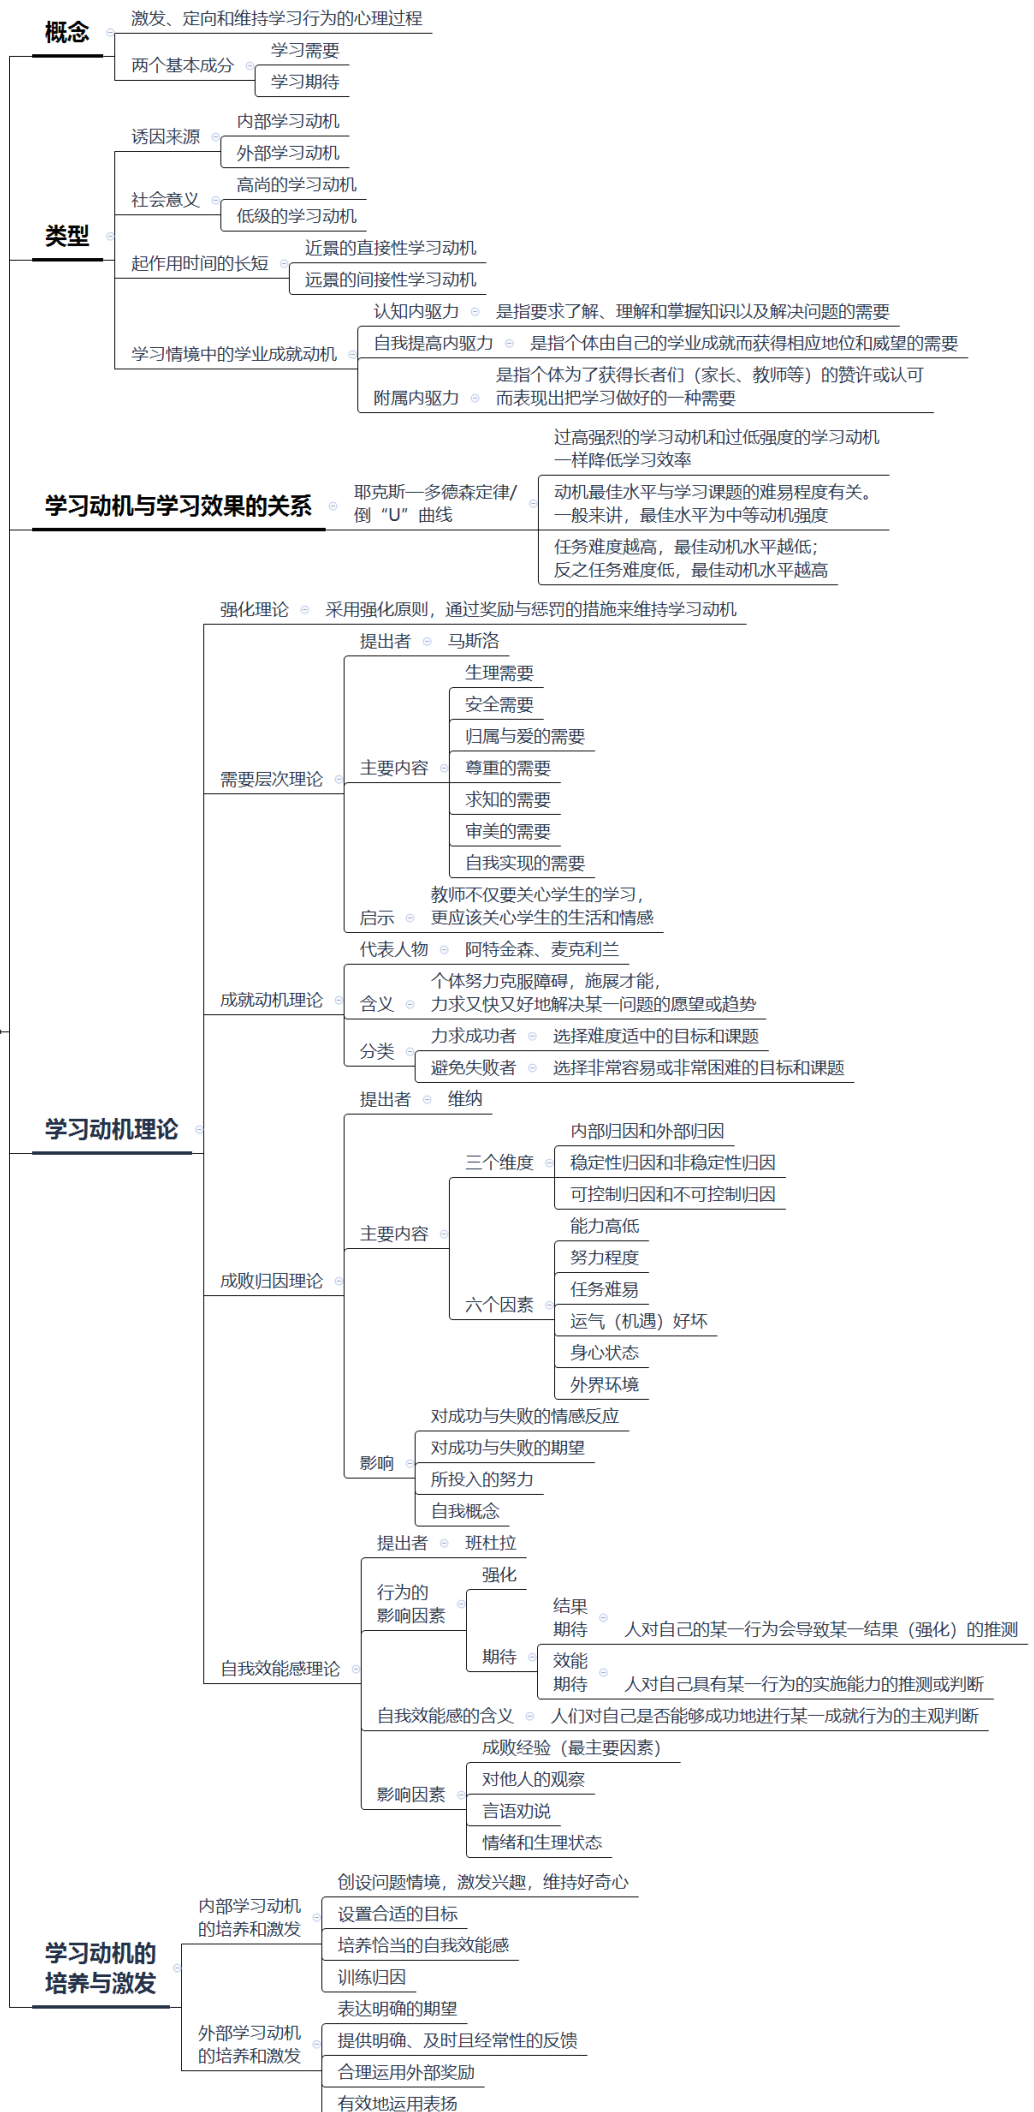 概念
激发、定向和维持学习行为的心理过程
两个基本成分
学习需要
学习期待
类型
诱因来源
内部学习动机
外部学习动机
社会意义
高尚的学习动机
低级的学习动机
起作用时间的长短
近景的直接性学习动机
远景的间接性学习动机
学习情境中的学业成就动机
认知内驱力
是指要求了解、理解和掌握知识以及解决问题的需要
自我提高内驱力
是指个体由自己的学业成就而获得相应地位和威望的需要
附属内驱力
是指个体为了获得长者们（家长、教师等）的赞许或认可
而表现出把学习做好的一种需要
学习动机与学习效果的关系
耶克斯—多德森定律/
倒“U”曲线
过高强烈的学习动机和过低强度的学习动机
一样降低学习效率
动机最佳水平与学习课题的难易程度有关。
一般来讲，最佳水平为中等动机强度
任务难度越高，最佳动机水平越低；
反之任务难度低，最佳动机水平越高
学习动机理论
强化理论
采用强化原则，通过奖励与惩罚的措施来维持学习动机
需要层次理论
提出者
马斯洛
主要内容
生理需要
安全需要
归属与爱的需要
尊重的需要
求知的需要
审美的需要
自我实现的需要
启示
教师不仅要关心学生的学习，
更应该关心学生的生活和情感
成就动机理论
代表人物
阿特金森、麦克利兰
含义
个体努力克服障碍，施展才能，
力求又快又好地解决某一问题的愿望或趋势
分类
力求成功者
选择难度适中的目标和课题
避免失败者
选择非常容易或非常困难的目标和课题
成败归因理论
提出者
维纳
主要内容
三个维度
内部归因和外部归因
稳定性归因和非稳定性归因
可控制归因和不可控制归因
六个因素
能力高低
努力程度
任务难易
运气（机遇）好坏
身心状态
外界环境
影响
对成功与失败的情感反应
对成功与失败的期望
所投入的努力
自我概念
自我效能感理论
提出者
班杜拉
行为的
影响因素
强化
期待
结果
期待
人对自己的某一行为会导致某一结果（强化）的推测
效能
期待
人对自己具有某一行为的实施能力的推测或判断
自我效能感的含义
人们对自己是否能够成功地进行某一成就行为的主观判断
影响因素
成败经验（最主要因素）
对他人的观察
言语劝说
情绪和生理状态
学习动机的
培养与激发
内部学习动机
的培养和激发
创设问题情境，激发兴趣，维持好奇心
设置合适的目标
培养恰当的自我效能感
训练归因
外部学习动机
的培养和激发
表达明确的期望
提供明确、及时且经常性的反馈
合理运用外部奖励
有效地运用表扬